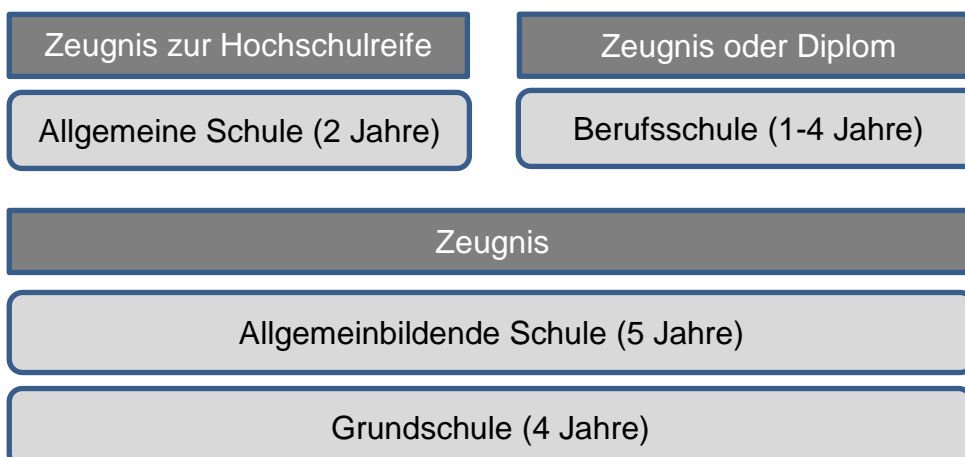 Zeugnis zur Hochschulreife
Zeugnis oder Diplom
Allgemeine Schule (2 Jahre)
Berufsschule (1-4 Jahre)
Zeugnis
Allgemeinbildende Schule (5 Jahre)
Grundschule (4 Jahre)